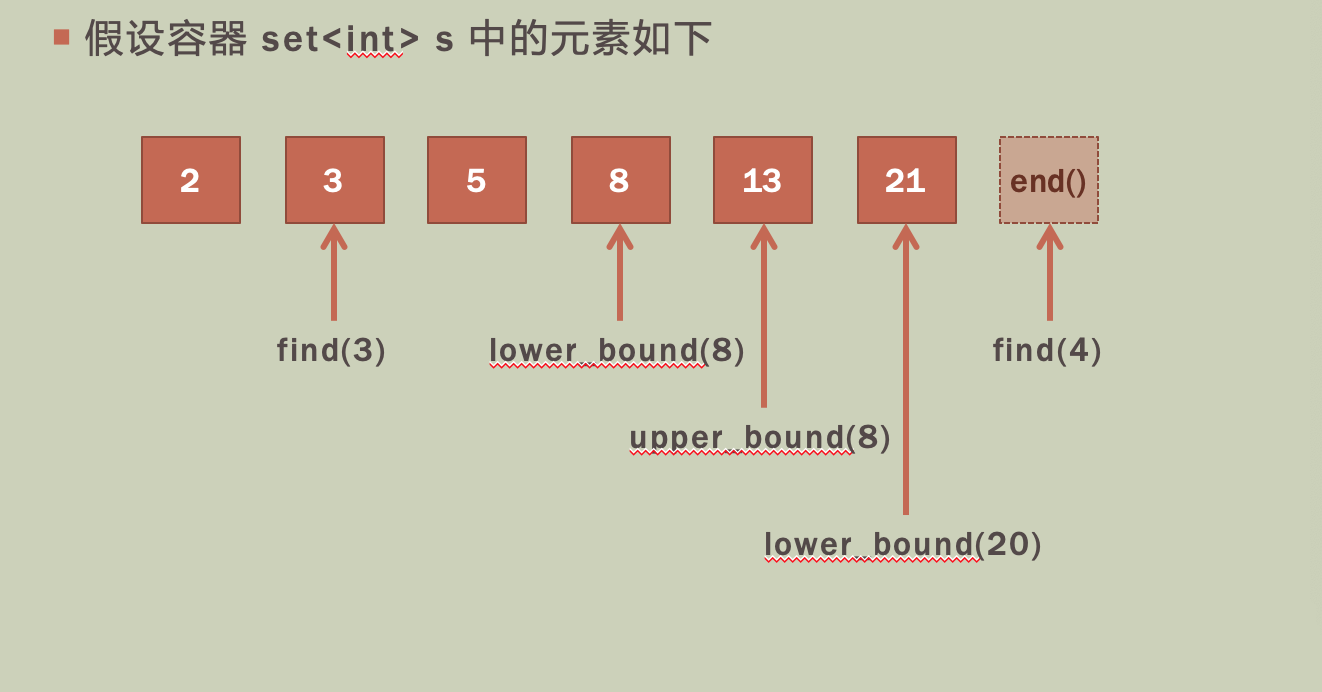 假设容器 set<int> s 中的元素如下
2 3 5 8 13 21 end()
find(3) lower_bound(8) find(4)
upper_bound(8)
lower_bound(20)